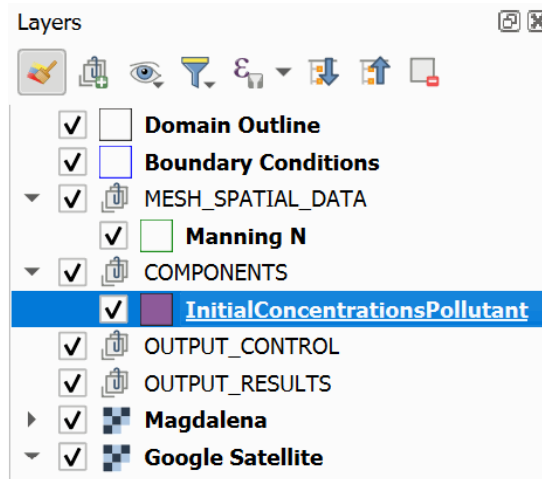 Layers
Domain Outline
Boundary Conditions
MESH_SPATIAL_DATA
Manning N
COMPONENTS
InitialConcentrationsPollutant
OUTPUT_CONTROL
OUTPUT_RESULTS
Magdalena
Google Satellite